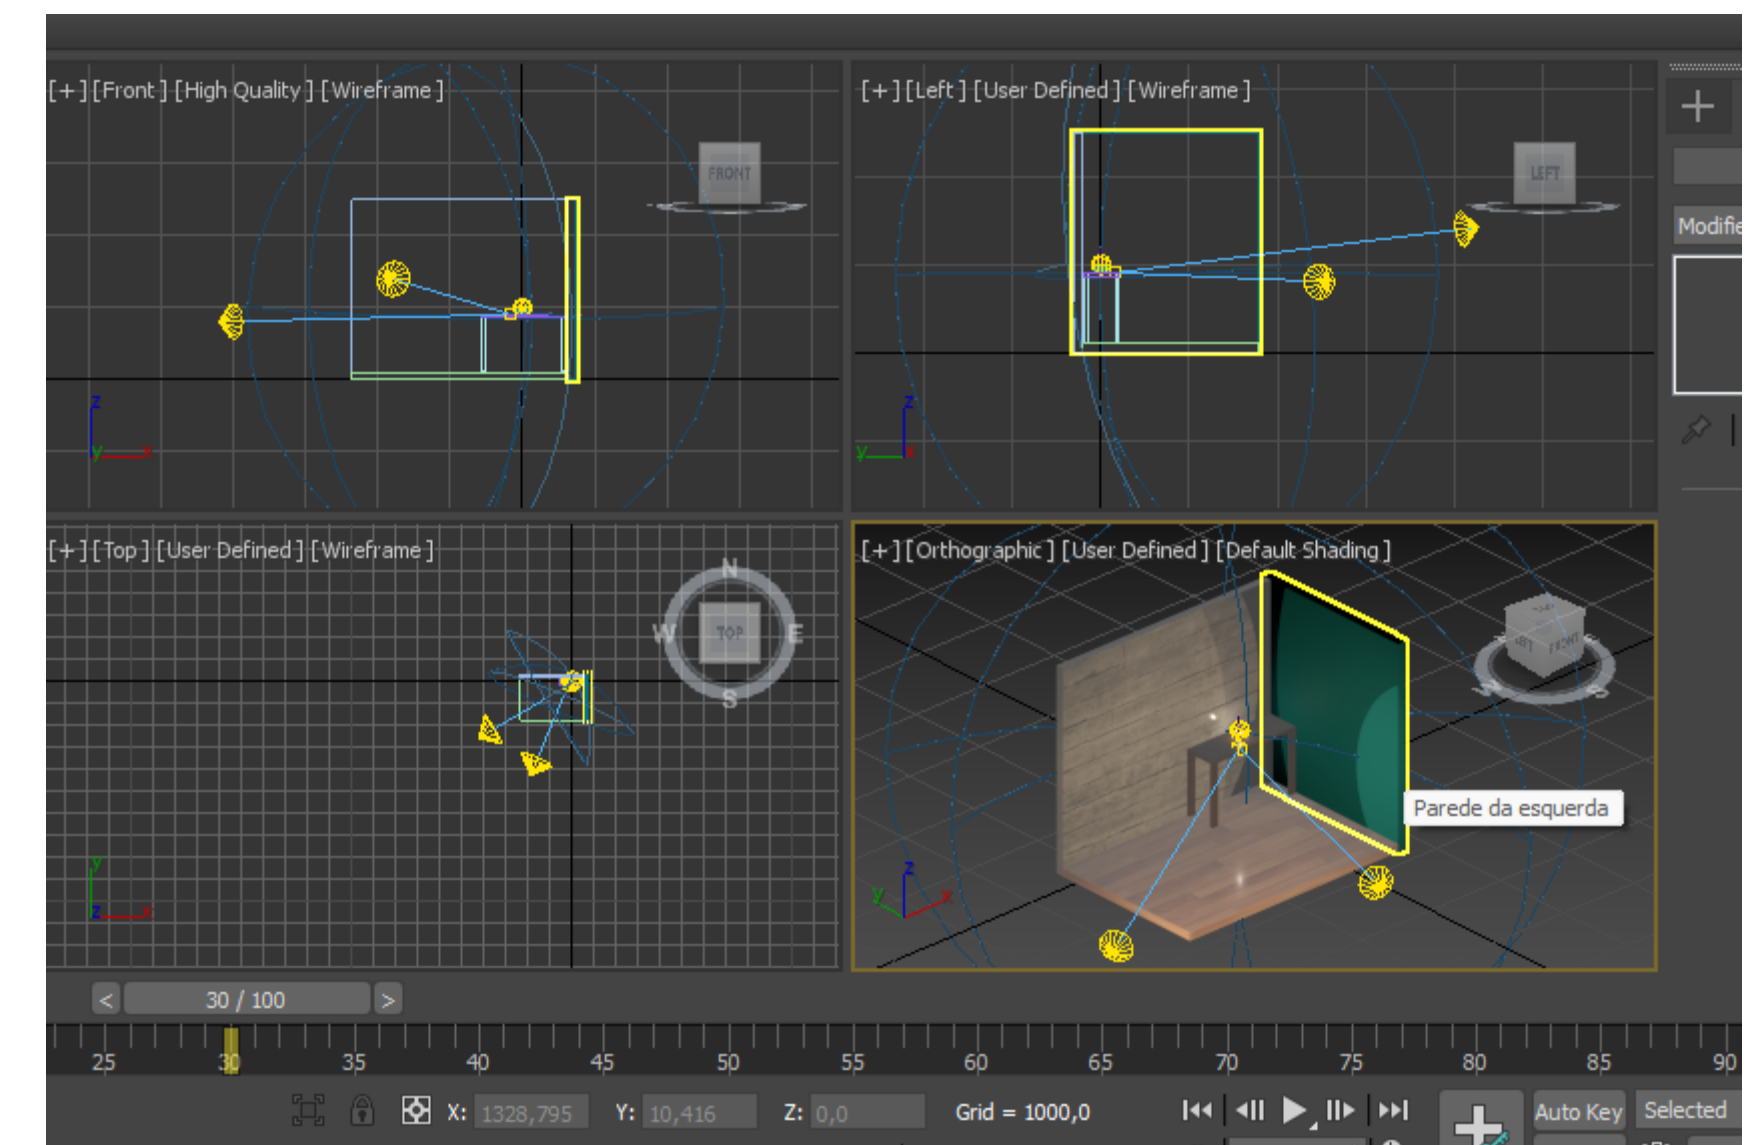 [+][Front][High Quality][Wireframe]
FRONT
z
y x
[+][Left][User Defined][Wireframe]
LEFT
z
y x
Modifie
[+][Top][User Defined][Wireframe]
N
W TOP E
S
y
z x
[+][Orthographic][User Defined][Default Shading]
LEFT FRONT
Parede da esquerda
z
y x
< 30 / 100 >
25 30 35 40 45 50 55 60 65 70 75 80 85 90
X: 1328,795 Y: 10,416 Z: 0,0 Grid = 1000,0 Auto Key Selected